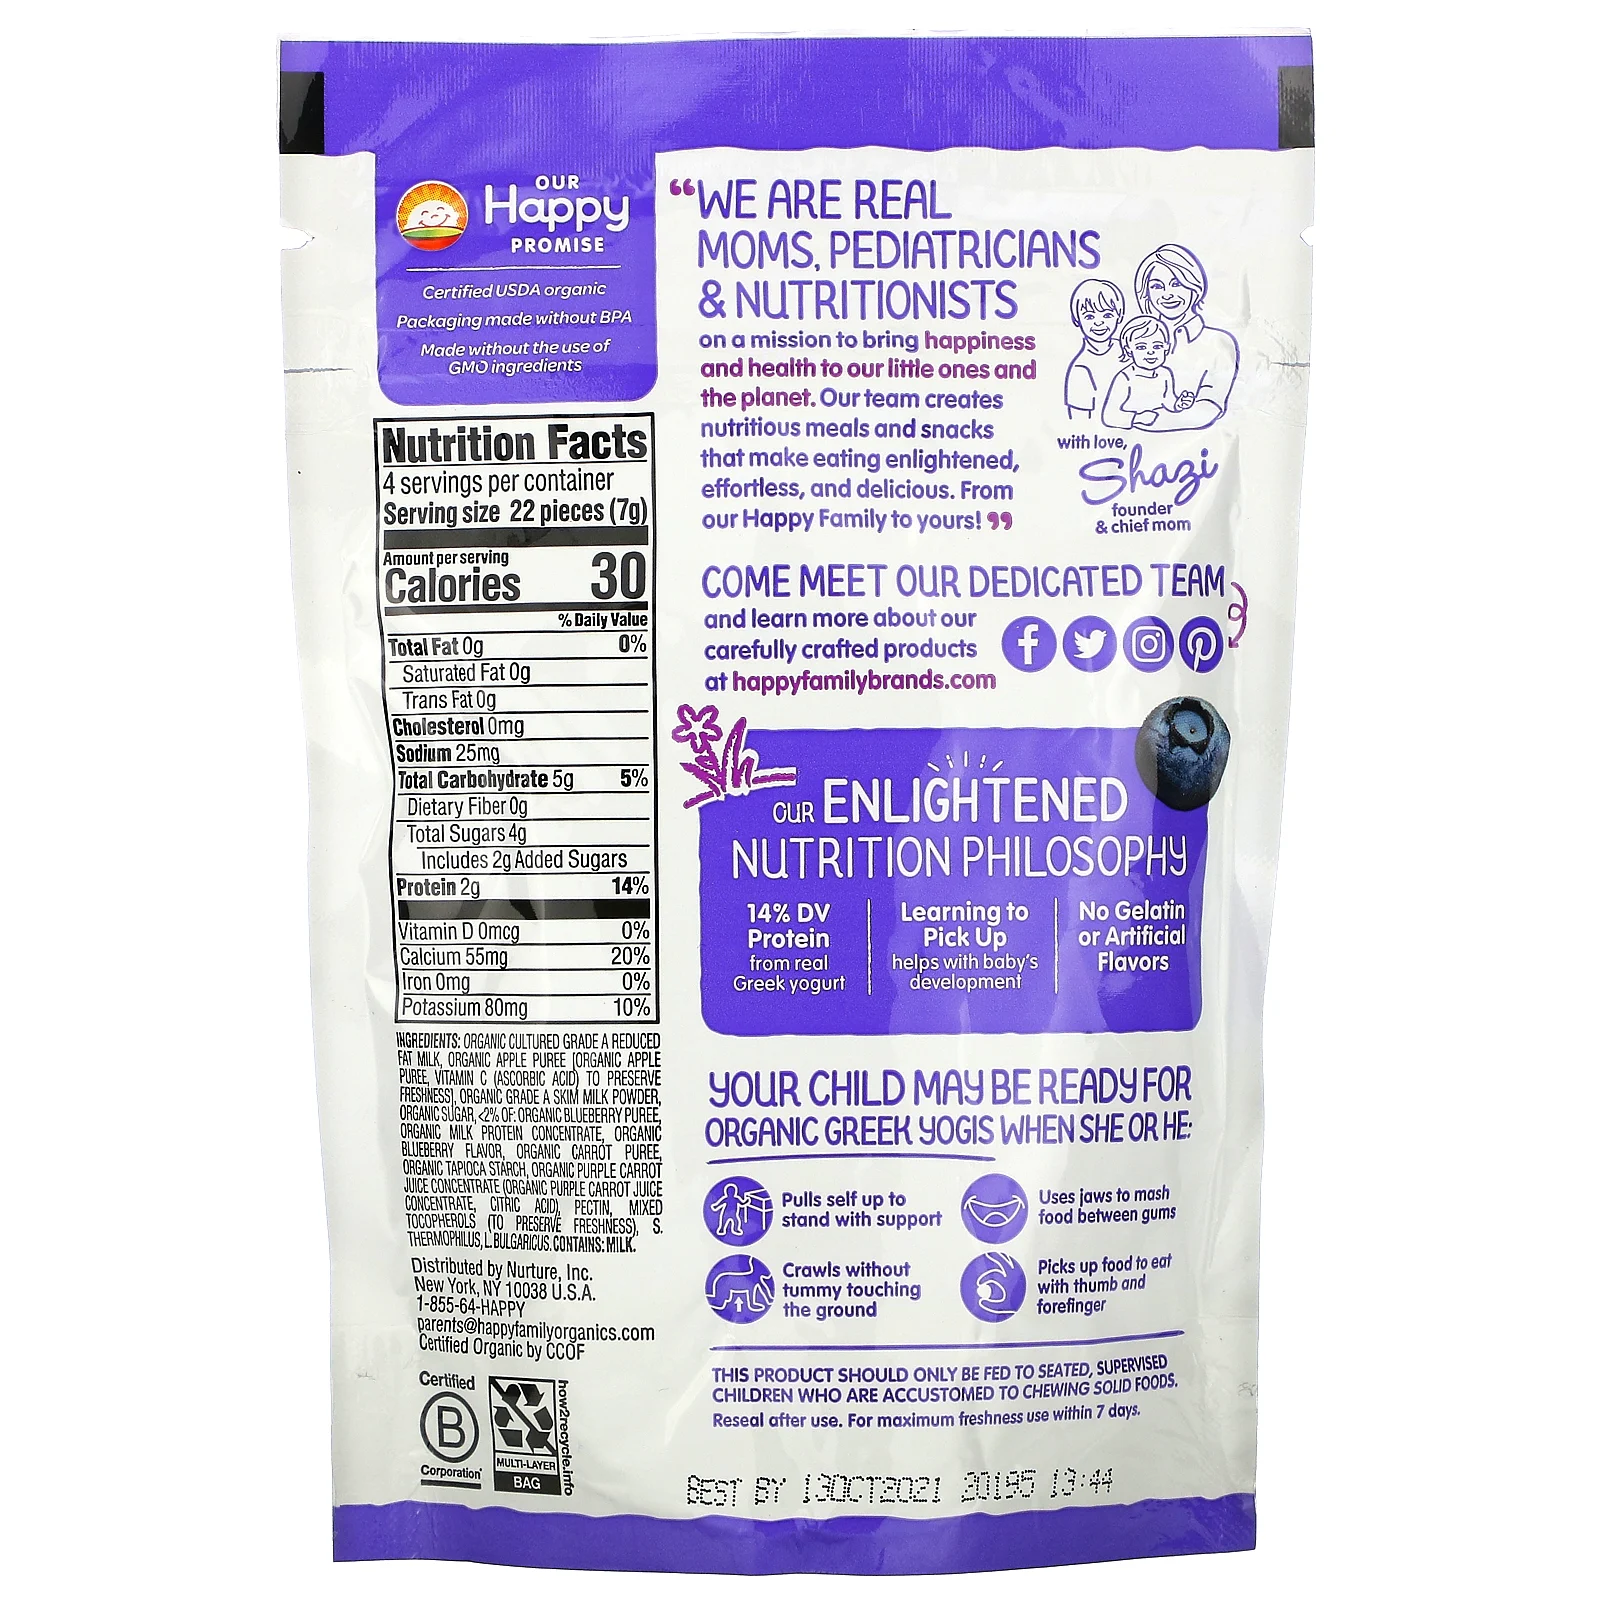 OUR
Happy
PROMISE
Certified USDA organic
Packaging made without BPA
Made without the use of
GMO ingredients
Nutrition Facts
4 servings per container
Serving size 22 pieces (7g)
Amount per serving
Calories 30
% Daily Value
Total Fat 0g 0%
Saturated Fat 0g
Trans Fat 0g
Cholesterol 0mg
Sodium 25mg
Total Carbohydrate 5g 5%
Dietary Fiber 0g
Total Sugars 4g
Includes 2g Added Sugars
Protein 2g 14%
Vitamin D 0mcg 0%
Calcium 55mg 20%
Iron 0mg 0%
Potassium 80mg 10%
INGREDIENTS: ORGANIC CULTURED GRADE A REDUCED
FAT MILK, ORGANIC APPLE PUREE [ORGANIC APPLE
PUREE, VITAMIN C (ASCORBIC ACID) TO PRESERVE
FRESHNESS], ORGANIC GRADE A SKIM MILK POWDER,
ORGANIC SUGAR, <2% OF: ORGANIC BLUEBERRY PUREE,
ORGANIC MILK PROTEIN CONCENTRATE, ORGANIC
BLUEBERRY FLAVOR, ORGANIC CARROT PUREE,
ORGANIC TAPIOCA STARCH, ORGANIC PURPLE CARROT
JUICE CONCENTRATE (ORGANIC PURPLE CARROT JUICE
CONCENTRATE, CITRIC ACID), PECTIN, MIXED
TOCOPHEROLS (TO PRESERVE FRESHNESS), S.
THERMOPHILUS, L. BULGARICUS. CONTAINS: MILK.
Distributed by Nurture, Inc.
New York, NY 10038 U.S.A.
1-855-64-HAPPY
parents@happyfamilyorganics.com
Certified Organic by CCOF
Certified
B
Corporation
MULTI-LAYER
BAG
how2recycle.info
“WE ARE REAL
MOMS, PEDIATRICIANS
& NUTRITIONISTS
on a mission to bring happiness
and health to our little ones and
the planet. Our team creates
nutritious meals and snacks
that make eating enlightened,
effortless, and delicious. From
our Happy Family to yours! ”
with love,
Shazi
founder
& chief mom
COME MEET OUR DEDICATED TEAM
and learn more about our
carefully crafted products
at happyfamilybrands.com
OUR ENLIGHTENED
NUTRITION PHILOSOPHY
14% DV
Protein
from real
Greek yogurt
Learning to
Pick Up
helps with baby's
development
No Gelatin
or Artificial
Flavors
YOUR CHILD MAY BE READY FOR
ORGANIC GREEK YOGIS WHEN SHE OR HE:
Pulls self up to
stand with support
Uses jaws to mash
food between gums
Crawls without
tummy touching
the ground
Picks up food to eat
with thumb and
forefinger
THIS PRODUCT SHOULD ONLY BE FED TO SEATED, SUPERVISED
CHILDREN WHO ARE ACCUSTOMED TO CHEWING SOLID FOODS.
Reseal after use. For maximum freshness use within 7 days.
BEST BY 13OCT2021 20195 13:44